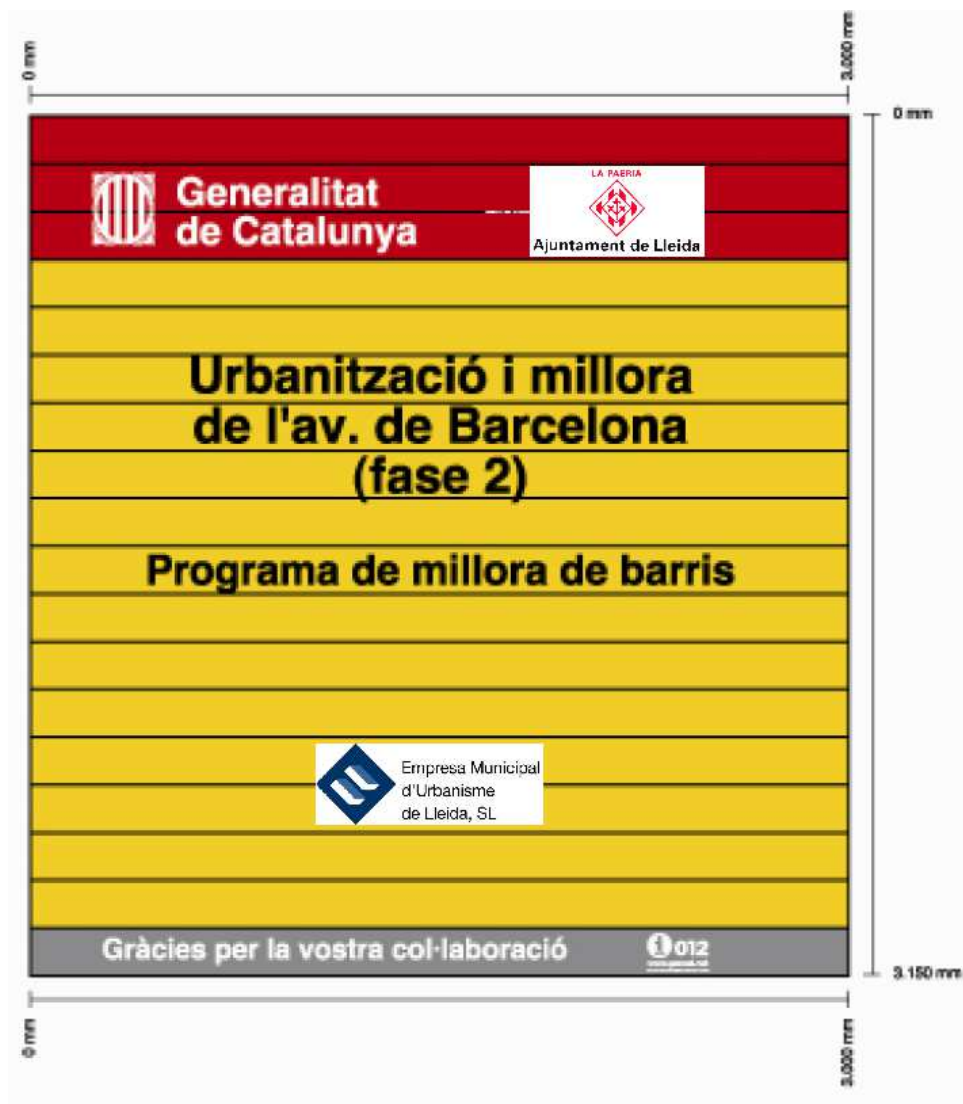 0 mm
3.000 mm
0 mm
Generalitat
de Catalunya
LA PAERIA
Ajuntament de Lleida
Urbanització i millora
de l'av. de Barcelona
(fase 2)
Programa de millora de barris
Empresa Municipal
d'Urbanisme
de Lleida, SL
Gràcies per la vostra col·laboració
i 012
3.150 mm
0 mm
3.000 mm